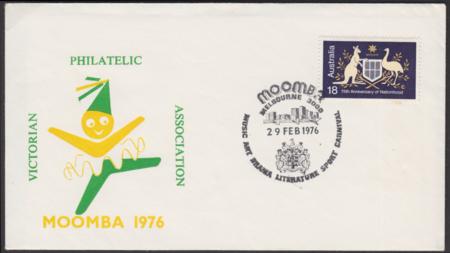 PHILATELIC
VICTORIAN
ASSOCIATION
MOOMBA 1976
MOOMBA
MELBOURNE 3000
29 FEB 1976
MUSIC ART DRAMA LITERATURE SPORT CARNIVAL
Australia
18
75th Anniversary of Nationhood